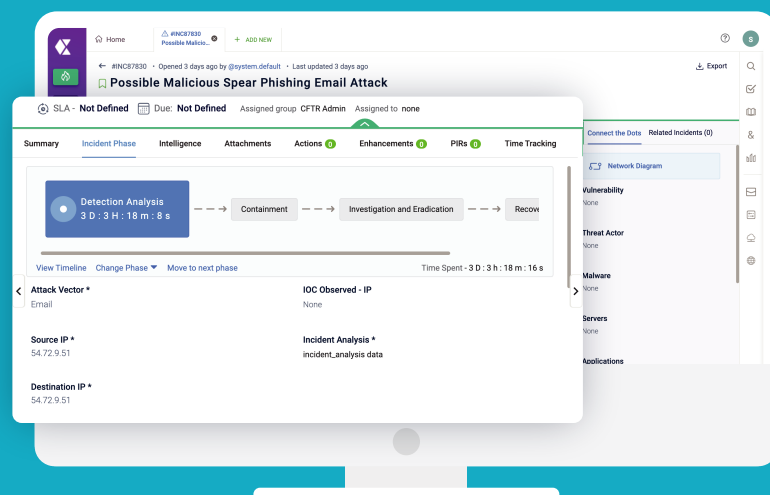 Home
#INC87830
Possible Malicio...
+ ADD NEW
S
← #INC87830 • Opened 3 days ago by @system.default • Last updated 3 days ago
Export
Possible Malicious Spear Phishing Email Attack
SLA - Not Defined Due: Not Defined Assigned group CFTR Admin Assigned to none
Summary Incident Phase Intelligence Attachments Actions 0 Enhancements 0 PIRs 0 Time Tracking
Connect the Dots Related Incidents (0)
Network Diagram
Detection Analysis
3 D : 3 H : 18 m : 8 s
Containment
Investigation and Eradication
Recove
View Timeline Change Phase Move to next phase Time Spent - 3 D : 3 h : 18 m : 16 s
Attack Vector *
Email
IOC Observed - IP
None
Source IP *
54.72.9.51
Incident Analysis *
incident_analysis data
Destination IP *
54.72.9.51
Vulnerability
None
Threat Actor
None
Malware
None
Servers
None
Applications